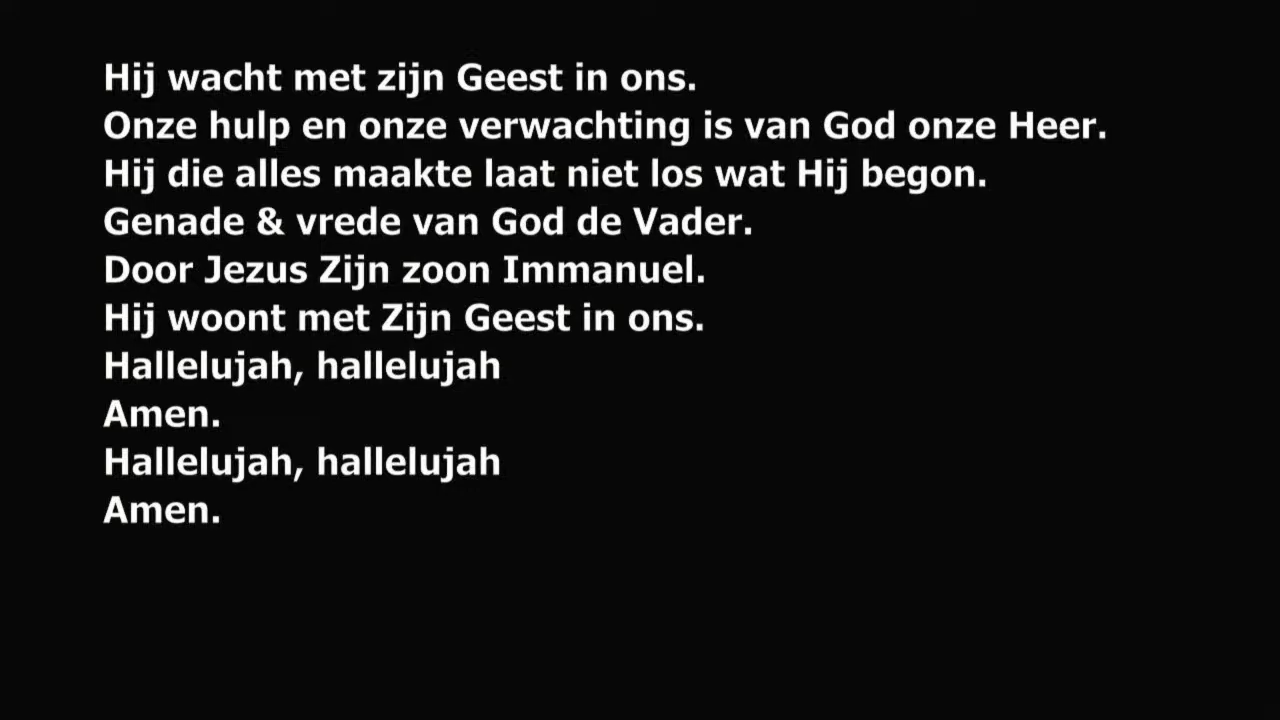 Hij wacht met zijn Geest in ons.
Onze hulp en onze verwachting is van God onze Heer.
Hij die alles maakte laat niet los wat Hij begon.
Genade & vrede van God de Vader.
Door Jezus Zijn zoon Immanuel.
Hij woont met Zijn Geest in ons.
Hallelujah, hallelujah
Amen.
Hallelujah, hallelujah
Amen.